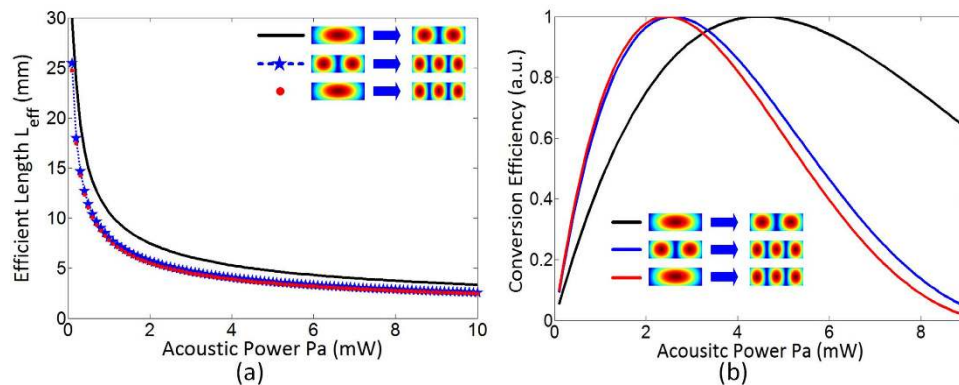 30
25
20
15
10
5
0
Efficient Length L_eff (mm)
0 2 4 6 8 10
Acoustic Power Pa (mW)
(a)
1
0.8
0.6
0.4
0.2
0
Conversion Efficiency (a.u.)
0 2 4 6 8
Acousitc Power Pa (mW)
(b)